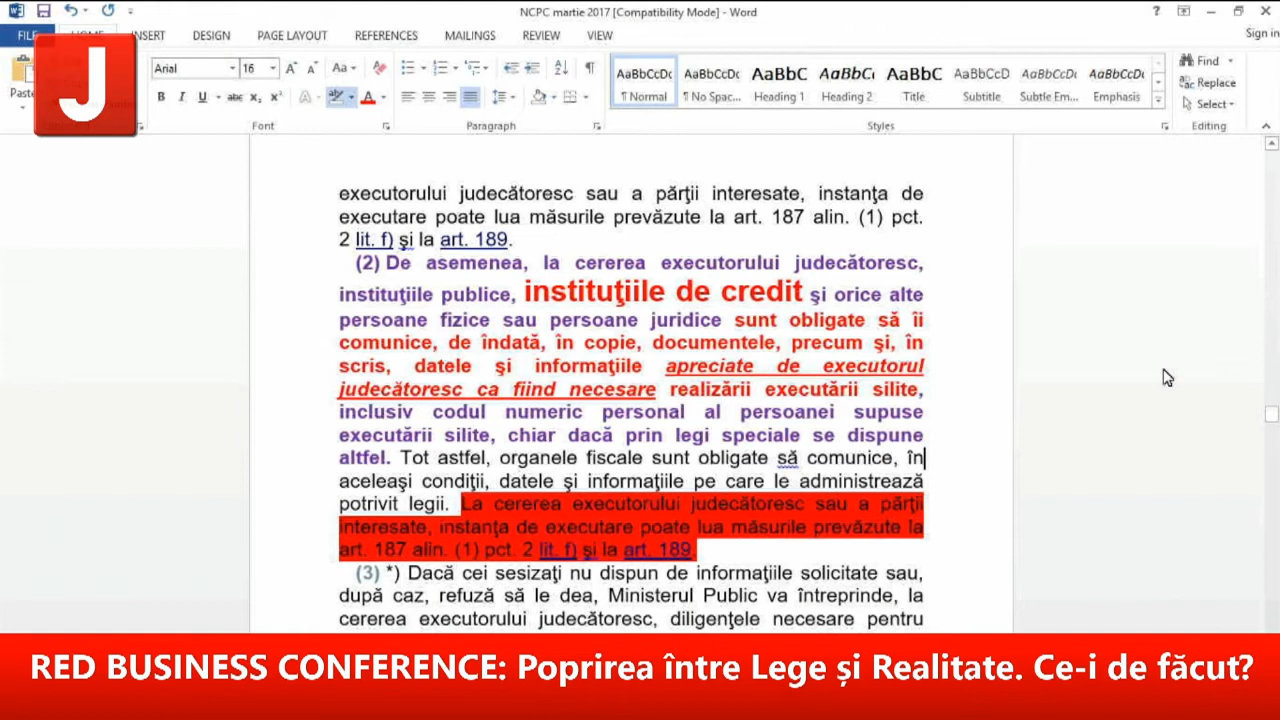 NCPC martie 2017 [Compatibility Mode] - Word
?
FILE HOME INSERT DESIGN PAGE LAYOUT REFERENCES MAILINGS REVIEW VIEW
Sign in
J
Paste
Arial 16 Aa
B I U abc x₂ x² A ab A
Font
Paragraph
AaBbCcDc AaBbCcDc AaBbC AaBbCc AaBbC AaBbCcD AaBbCcDc AaBbCcDc
¶ Normal ¶ No Spac... Heading 1 Heading 2 Title Subtitle Subtle Em... Emphasis
Styles
Find
Replace
Select
Editing
executorului judecătoresc sau a părţii interesate, instanţa de
executare poate lua măsurile prevăzute la art. 187 alin. (1) pct.
2 lit. f) şi la art. 189.
(2) De asemenea, la cererea executorului judecătoresc,
instituţiile publice, instituţiile de credit şi orice alte
persoane fizice sau persoane juridice sunt obligate să îi
comunice, de îndată, în copie, documentele, precum şi, în
scris, datele şi informaţiile apreciate de executorul
judecătoresc ca fiind necesare realizării executării silite,
inclusiv codul numeric personal al persoanei supuse
executării silite, chiar dacă prin legi speciale se dispune
altfel. Tot astfel, organele fiscale sunt obligate să comunice, în
aceleaşi condiţii, datele şi informaţiile pe care le administrează
potrivit legii. La cererea executorului judecătoresc sau a părţii
interesate, instanţa de executare poate lua măsurile prevăzute la
art. 187 alin. (1) pct. 2 lit. f) şi la art. 189.
(3) *) Dacă cei sesizaţi nu dispun de informaţiile solicitate sau,
după caz, refuză să le dea, Ministerul Public va întreprinde, la
cererea executorului judecătoresc, diligenţele necesare pentru
RED BUSINESS CONFERENCE: Poprirea între Lege și Realitate. Ce-i de făcut?